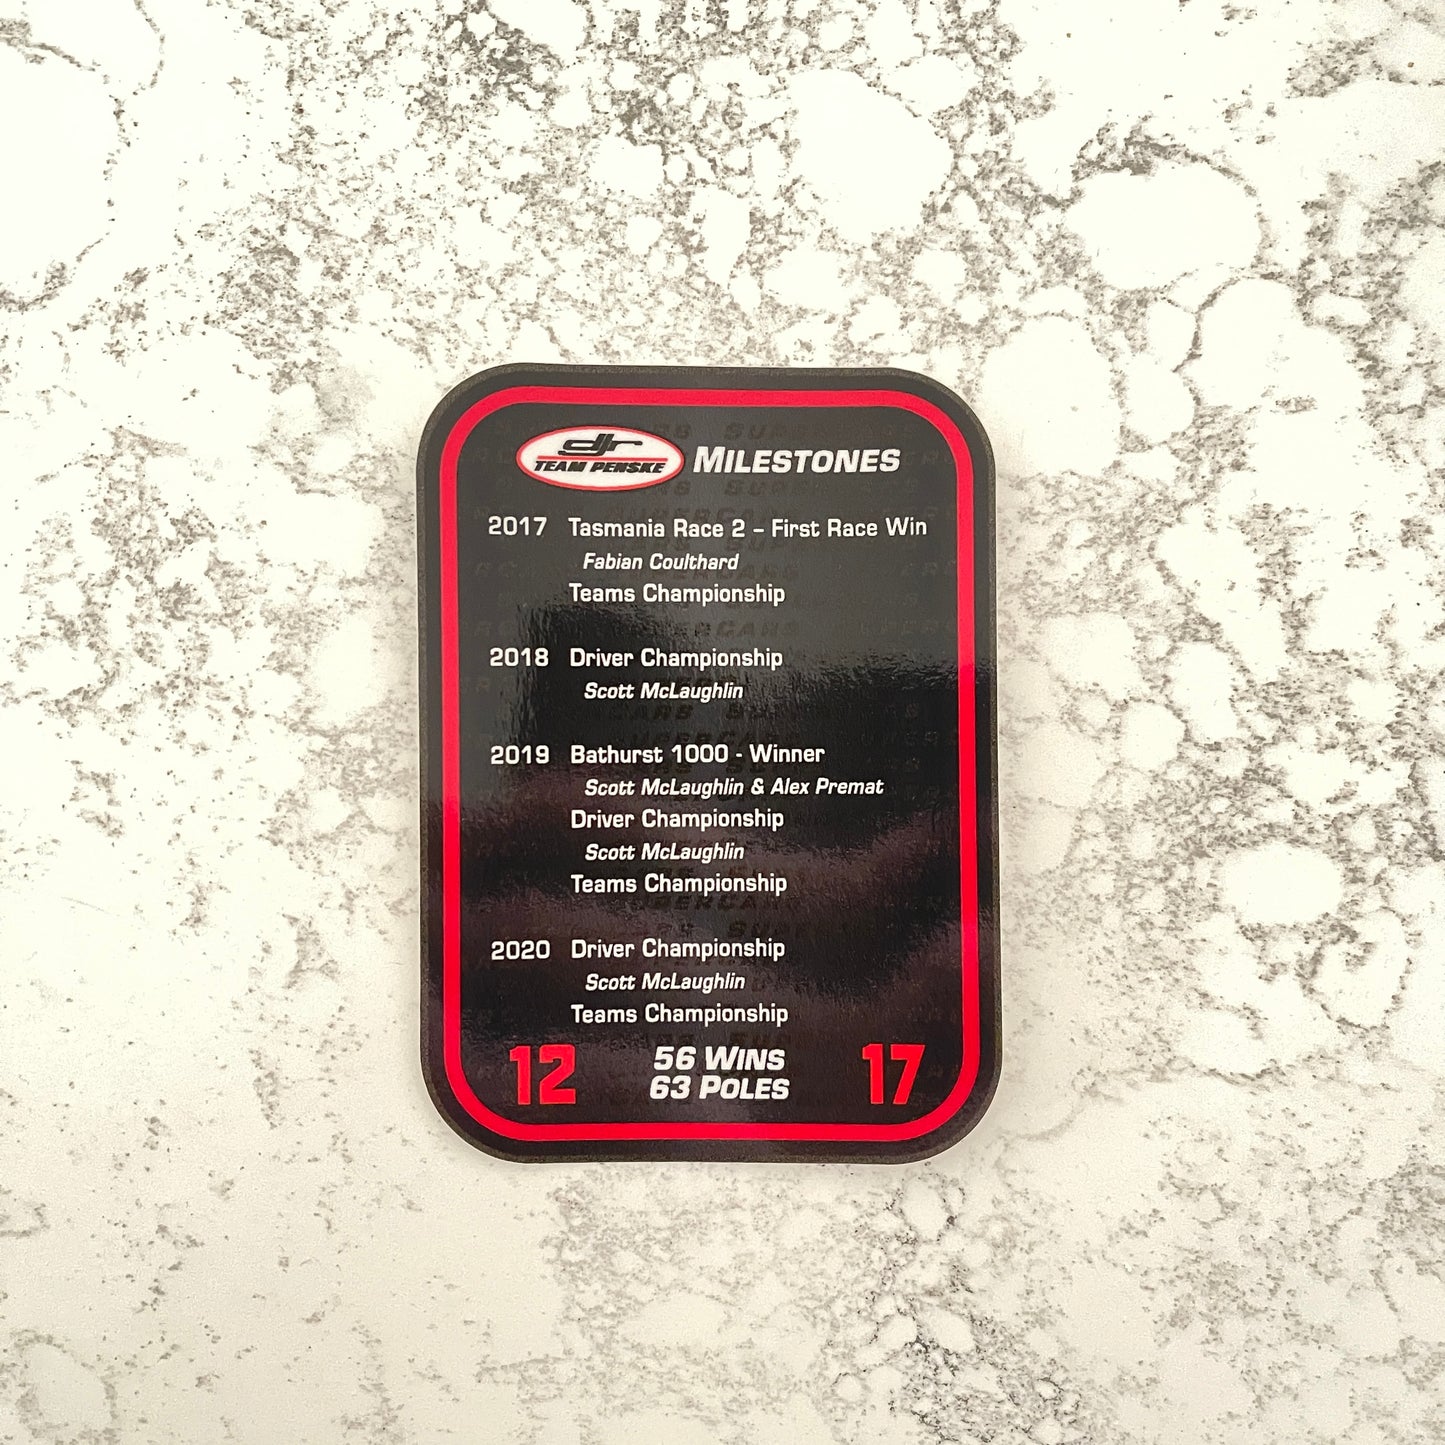 djr
TEAM PENSKE
MILESTONES
2017 Tasmania Race 2 – First Race Win
Fabian Coulthard
Teams Championship
2018 Driver Championship
Scott McLaughlin
2019 Bathurst 1000 - Winner
Scott McLaughlin & Alex Premat
Driver Championship
Scott McLaughlin
Teams Championship
2020 Driver Championship
Scott McLaughlin
Teams Championship
12 56 WINS 17
63 POLES